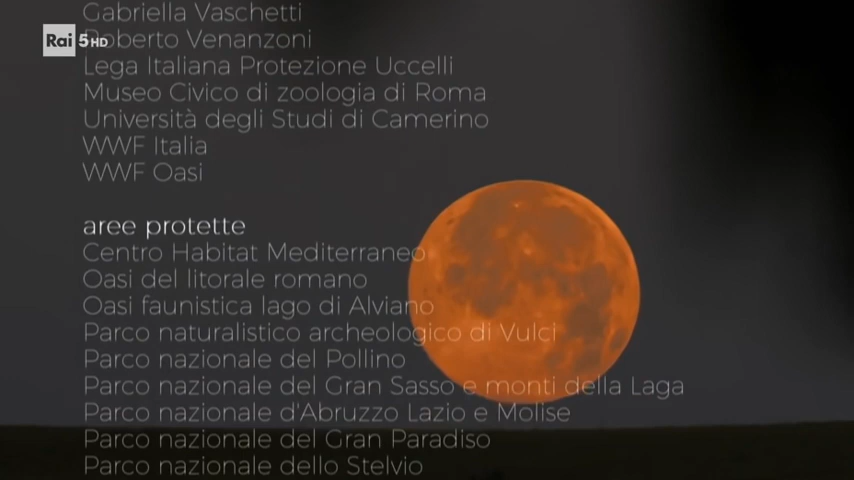 Gabriella Vaschetti
Rai 5 HD
Roberto Venanzoni
Lega Italiana Protezione Uccelli
Museo Civico di zoologia di Roma
Università degli Studi di Camerino
WWF Italia
WWF Oasi
aree protette
Centro Habitat Mediterraneo
Oasi del litorale romano
Oasi faunistica lago di Alviano
Parco naturalistico archeologico di Vulci
Parco nazionale del Pollino
Parco nazionale del Gran Sasso e monti della Laga
Parco nazionale d'Abruzzo Lazio e Molise
Parco nazionale del Gran Paradiso
Parco nazionale dello Stelvio